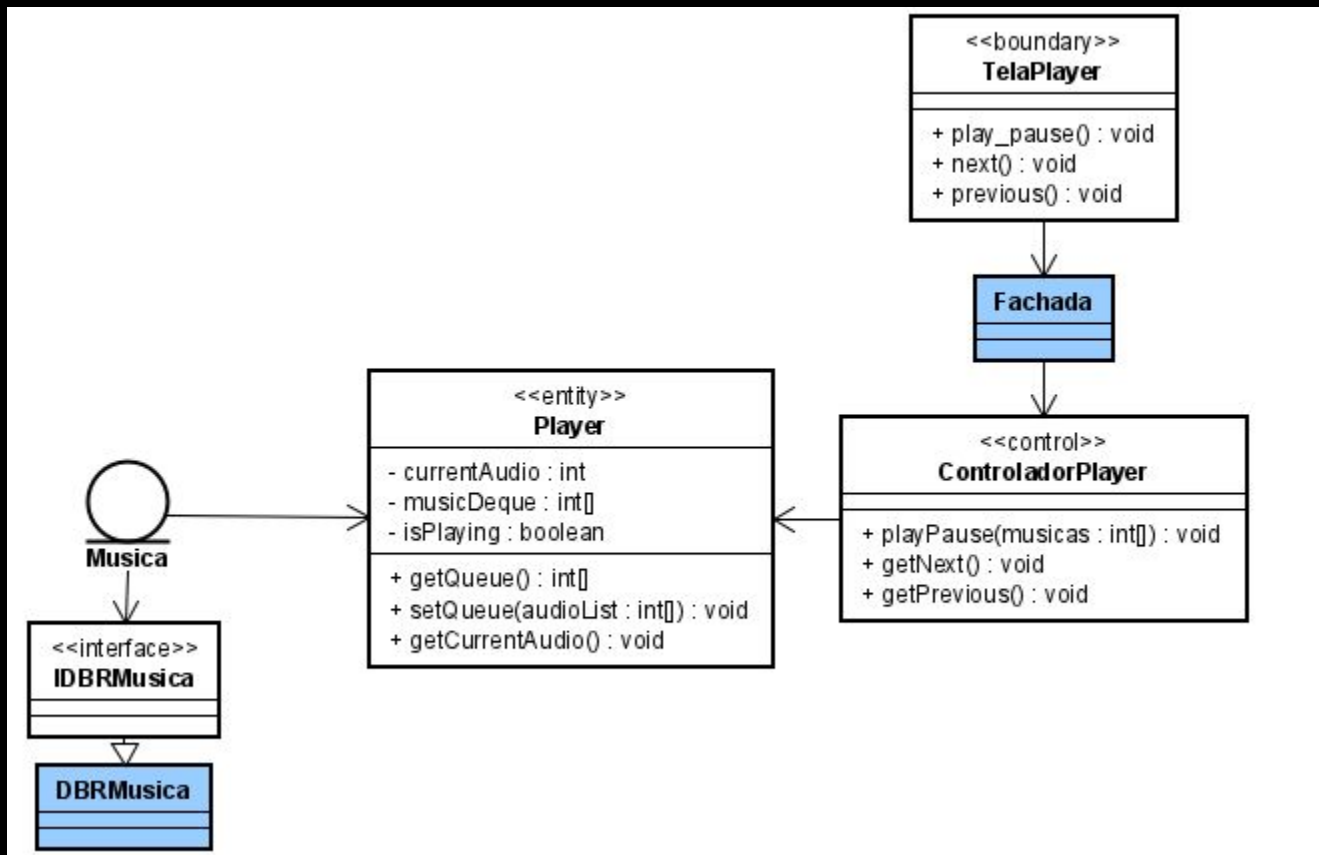 <<boundary>>
TelaPlayer
+ play_pause() : void
+ next() : void
+ previous() : void
Fachada
<<entity>>
Player
- currentAudio : int
- musicDeque : int[]
- isPlaying : boolean
+ getQueue() : int[]
+ setQueue(audioList : int[]) : void
+ getCurrentAudio() : void
<<control>>
ControladorPlayer
+ playPause(musicas : int[]) : void
+ getNext() : void
+ getPrevious() : void
Musica
<<interface>>
IDBRMusica
DBRMusica